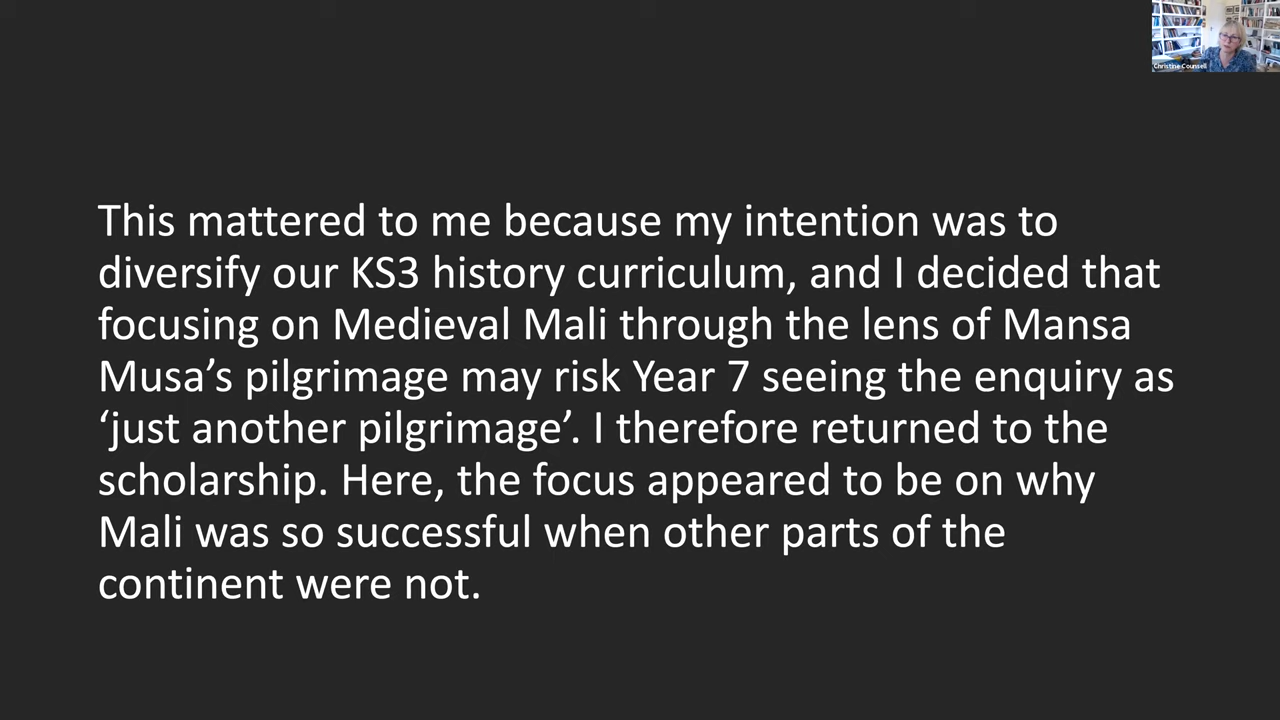 Christine Counsell
This mattered to me because my intention was to
diversify our KS3 history curriculum, and I decided that
focusing on Medieval Mali through the lens of Mansa
Musa’s pilgrimage may risk Year 7 seeing the enquiry as
‘just another pilgrimage’. I therefore returned to the
scholarship. Here, the focus appeared to be on why
Mali was so successful when other parts of the
continent were not.